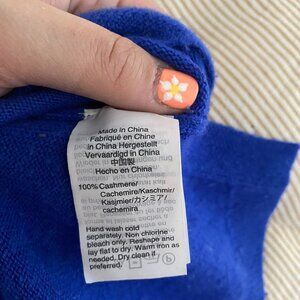 Made in China
Fabriqué en China
in China Hergestellt
Vervaardigd in China
中国製
Hecho en China
100% Cashmere/
Cachemire/Kaschmir/
Kasjmier/カシミア/
cachemira
Hand wash cold
separately. Non chlorine
bleach only. Reshape and
lay flat to dry. Warm iron as
needed. Dry clean if
preferred.